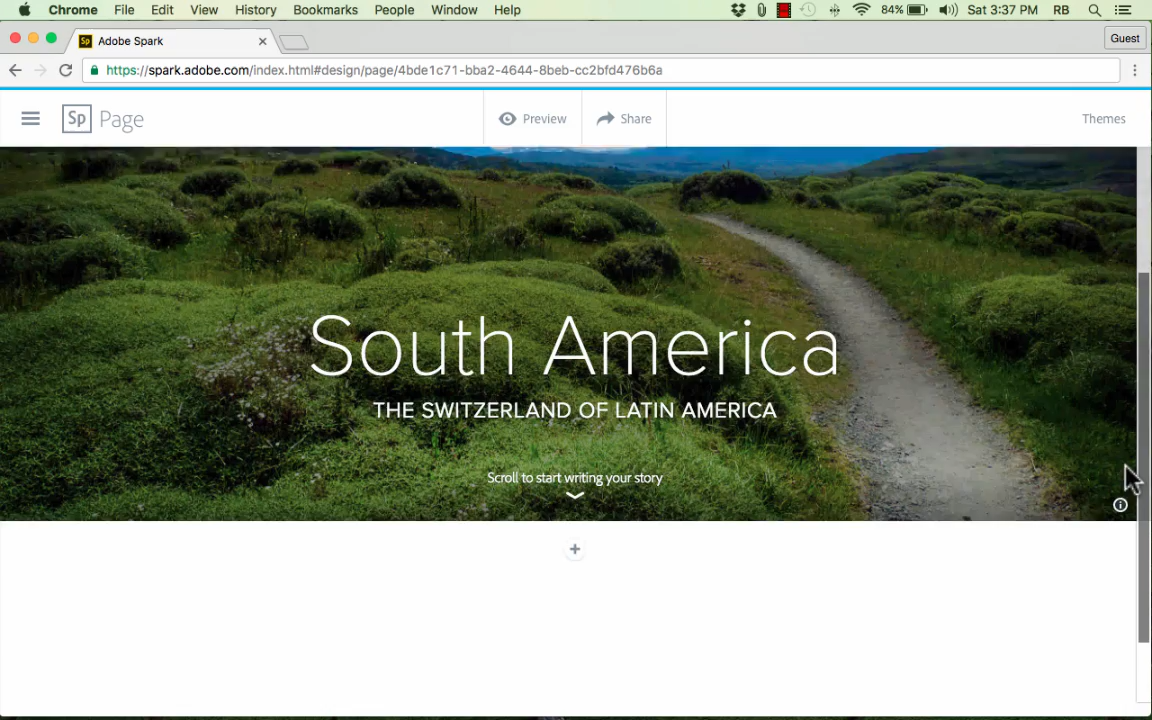 Chrome File Edit View History Bookmarks People Window Help 84% Sat 3:37 PM RB
Sp Adobe Spark Guest
https://spark.adobe.com/index.html#design/page/4bde1c71-bba2-4644-8beb-cc2bfd476b6a
Sp Page Preview Share Themes
South America
THE SWITZERLAND OF LATIN AMERICA
Scroll to start writing your story